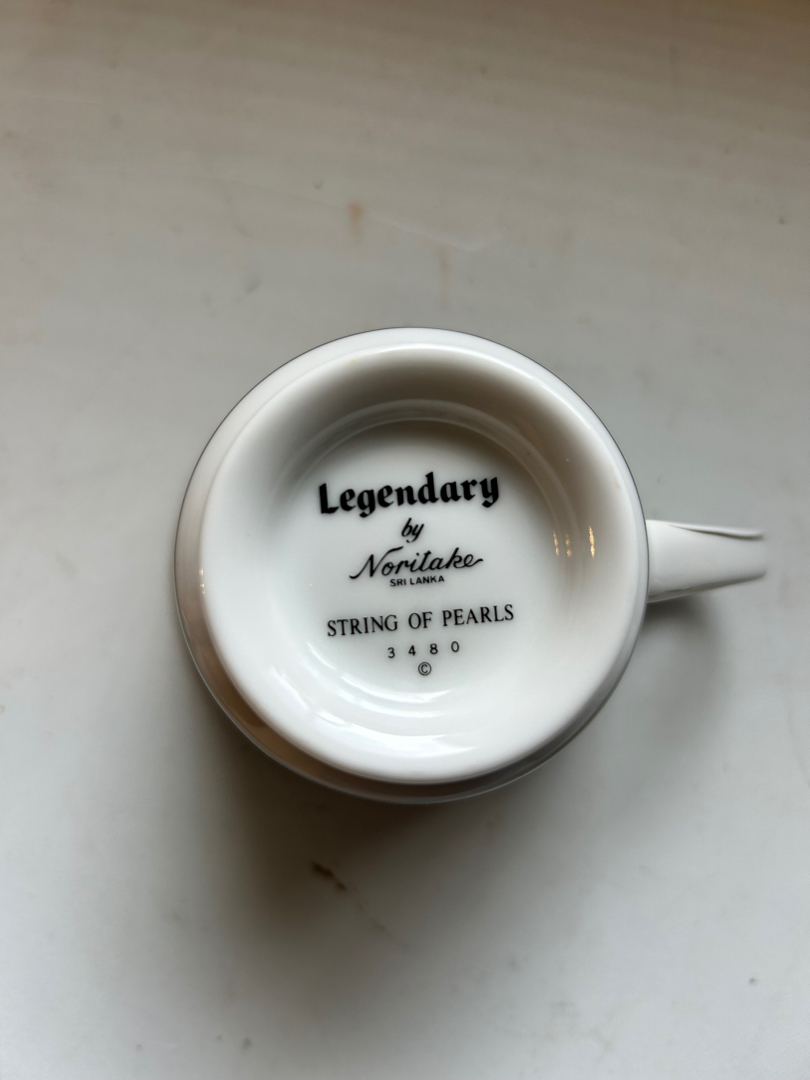 Legendary
by
Noritake
SRI LANKA
STRING OF PEARLS
3480
©